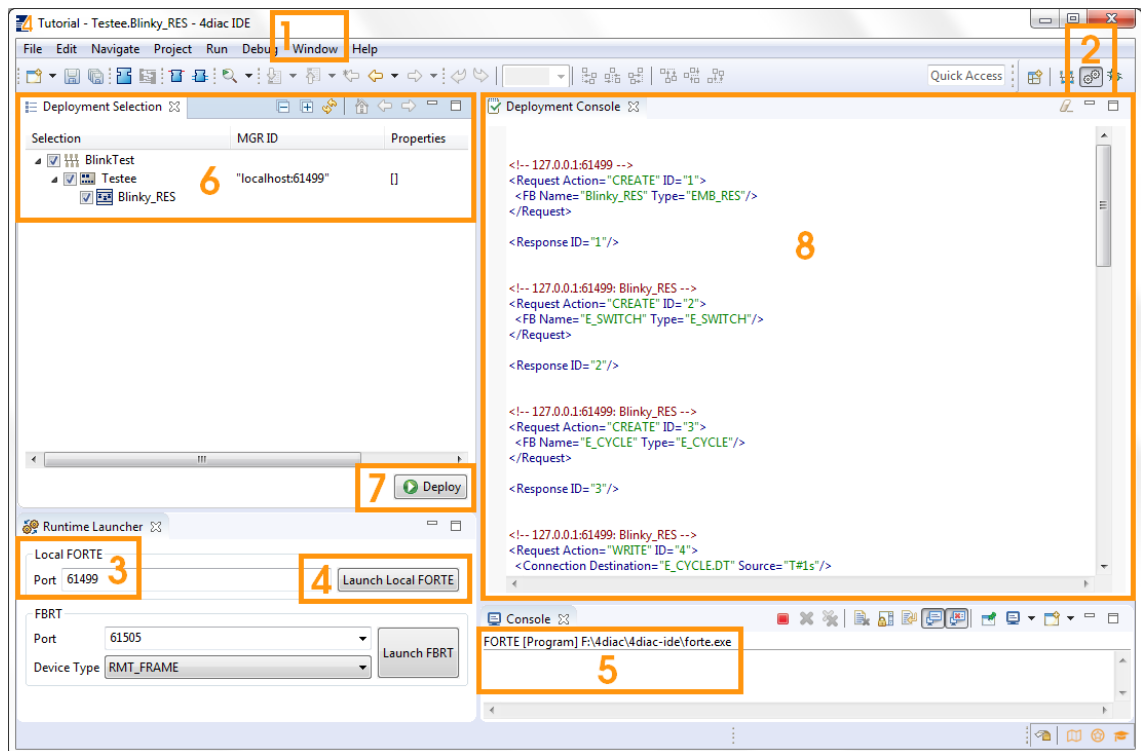 Tutorial - Testee.Blinky_RES - 4diac IDE
File Edit Navigate Project Run Debug Window Help
1
2
Quick Access
Deployment Selection
Selection MGR ID Properties
BlinkTest
Testee "localhost:61499" []
Blinky_RES
6
7
Deploy
Runtime Launcher
Local FORTE
Port 61499
3
4
Launch Local FORTE
FBRT
Port 61505
Device Type RMT_FRAME
Launch FBRT
Deployment Console
<!-- 127.0.0.1:61499 -->
<Request Action="CREATE" ID="1">
<FB Name="Blinky_RES" Type="EMB_RES"/>
</Request>
<Response ID="1"/>
8
<!-- 127.0.0.1:61499: Blinky_RES -->
<Request Action="CREATE" ID="2">
<FB Name="E_SWITCH" Type="E_SWITCH"/>
</Request>
<Response ID="2"/>
<!-- 127.0.0.1:61499: Blinky_RES -->
<Request Action="CREATE" ID="3">
<FB Name="E_CYCLE" Type="E_CYCLE"/>
</Request>
<Response ID="3"/>
<!-- 127.0.0.1:61499: Blinky_RES -->
<Request Action="WRITE" ID="4">
<Connection Destination="E_CYCLE.DT" Source="T#1s"/>
Console
FORTE [Program] F:\4diac\4diac-ide\forte.exe
5